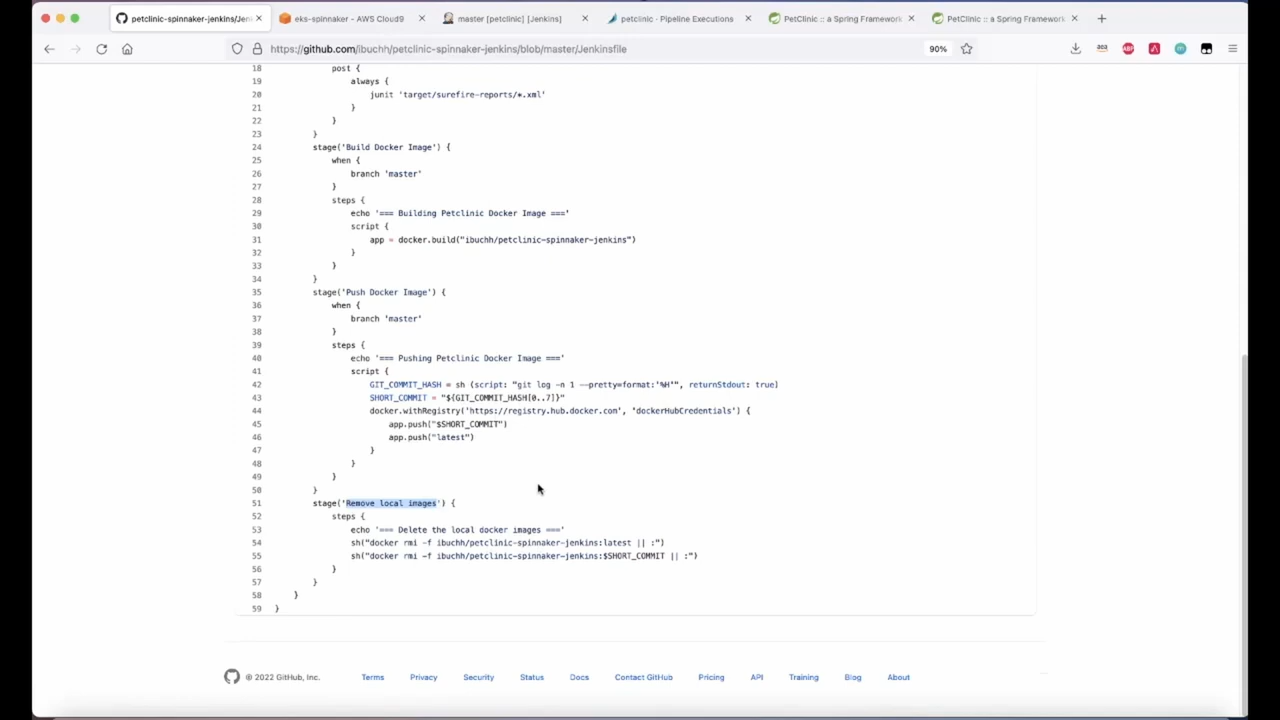 petclinic-spinnaker-jenkins/Jen
eks-spinnaker - AWS Cloud9
master [petclinic] [Jenkins]
petclinic · Pipeline Executions
PetClinic :: a Spring Framework
PetClinic :: a Spring Framework
https://github.com/ibuchh/petclinic-spinnaker-jenkins/blob/master/Jenkinsfile
90%
18 post {
19 always {
20 junit 'target/surefire-reports/*.xml'
21 }
22 }
23 }
24 stage('Build Docker Image') {
25 when {
26 branch 'master'
27 }
28 steps {
29 echo '=== Building Petclinic Docker Image ==='
30 script {
31 app = docker.build("ibuchh/petclinic-spinnaker-jenkins")
32 }
33 }
34 }
35 stage('Push Docker Image') {
36 when {
37 branch 'master'
38 }
39 steps {
40 echo '=== Pushing Petclinic Docker Image ==='
41 script {
42 GIT_COMMIT_HASH = sh (script: "git log -n 1 --pretty=format:'%H'", returnStdout: true)
43 SHORT_COMMIT = "${GIT_COMMIT_HASH[0..7]}"
44 docker.withRegistry('https://registry.hub.docker.com', 'dockerHubCredentials') {
45 app.push("$SHORT_COMMIT")
46 app.push("latest")
47 }
48 }
49 }
50 }
51 stage('Remove local images') {
52 steps {
53 echo '=== Delete the local docker images ==='
54 sh("docker rmi -f ibuchh/petclinic-spinnaker-jenkins:latest || :")
55 sh("docker rmi -f ibuchh/petclinic-spinnaker-jenkins:$SHORT_COMMIT || :")
56 }
57 }
58 }
59 }
© 2022 GitHub, Inc. Terms Privacy Security Status Docs Contact GitHub Pricing API Training Blog About